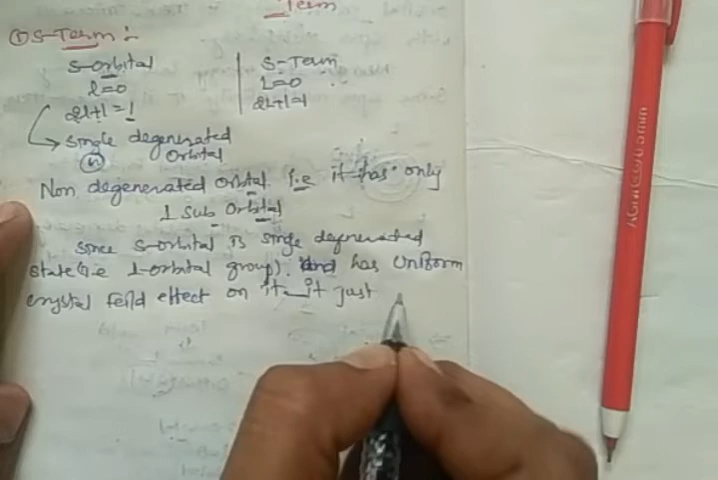 Term
① S-Term :
s-orbital
l=0
2l+1 = 1
S-Term
L=0
2L+1=1
single degenerated
orbital
(or)
Non degenerated orbital i.e it has only
1 sub orbital
since s-orbital is single degenerated
state (i.e 1-orbital group). and has uniform
crystal feild effect on it it just